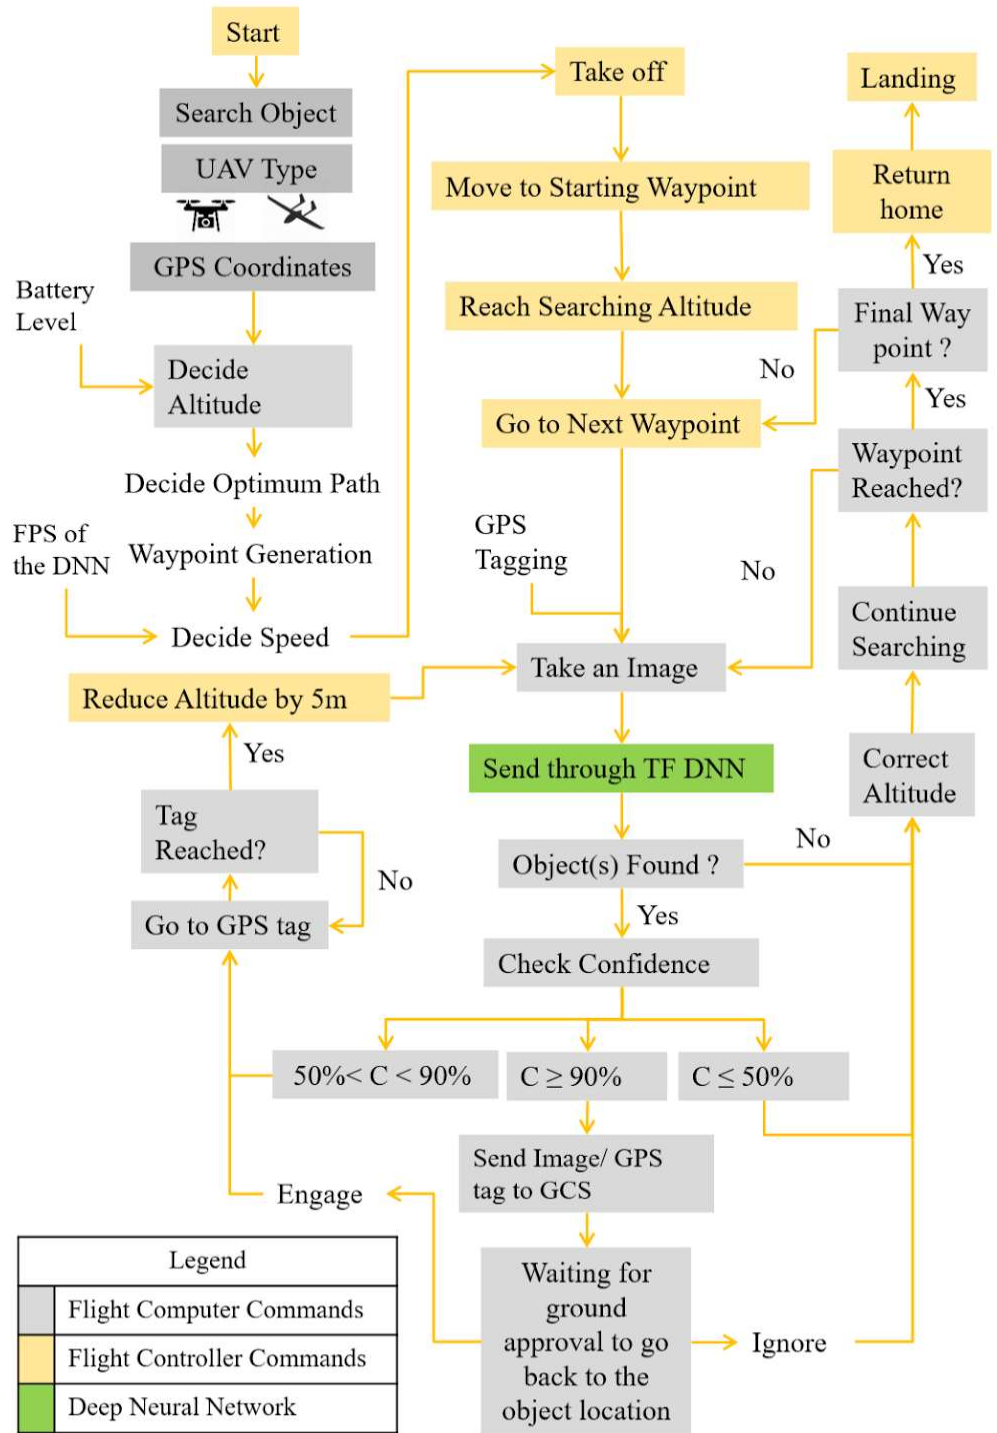 Start
Search Object
UAV Type
GPS Coordinates
Battery
Level
Decide
Altitude
Decide Optimum Path
FPS of
the DNN
Waypoint Generation
Decide Speed
Take off
Move to Starting Waypoint
Reach Searching Altitude
Go to Next Waypoint
GPS
Tagging
Take an Image
Send through TF DNN
Object(s) Found ?
No
Yes
Check Confidence
50%< C < 90%
C ≥ 90%
C ≤ 50%
Send Image/ GPS
tag to GCS
Waiting for
ground
approval to go
back to the
object location
Engage
Ignore
Go to GPS tag
Tag
Reached?
No
Yes
Reduce Altitude by 5m
Correct
Altitude
Continue
Searching
Waypoint
Reached?
No
Yes
Final Way
point ?
No
Yes
Return
home
Landing
Legend
Flight Computer Commands
Flight Controller Commands
Deep Neural Network